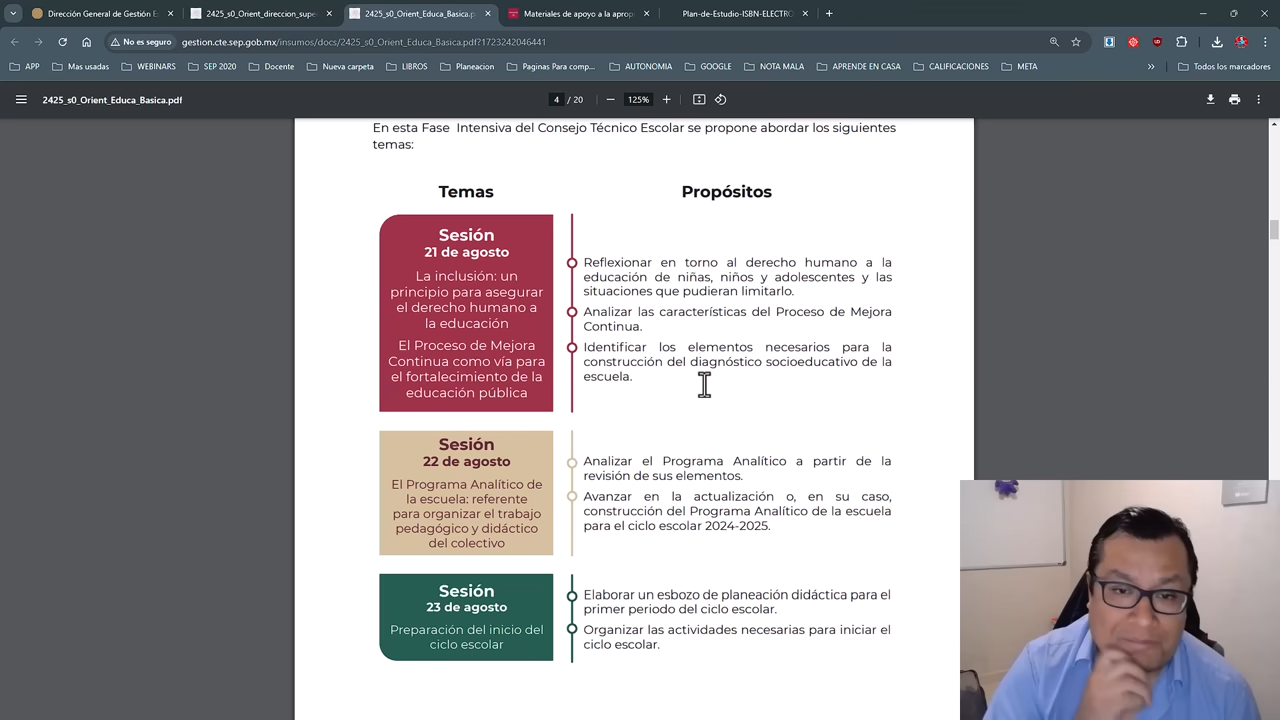 Dirección General de Gestión E
2425_s0_Orient_direccion_supe
2425_s0_Orient_Educa_Basica.p
Materiales de apoyo a la aprop
Plan-de-Estudio-ISBN-ELECTRO
No es seguro
gestion.cte.sep.gob.mx/insumos/docs/2425_s0_Orient_Educa_Basica.pdf?1723242046441
APP
Mas usadas
WEBINARS
SEP 2020
Docente
Nueva carpeta
LIBROS
Planeacion
Paginas Para comp...
AUTONOMIA
GOOGLE
NOTA MALA
APRENDE EN CASA
CALIFICACIONES
META
Todos los marcadores
2425_s0_Orient_Educa_Basica.pdf
4 / 20
125%
En esta Fase Intensiva del Consejo Técnico Escolar se propone abordar los siguientes
temas:
Temas
Propósitos
Sesión
21 de agosto
La inclusión: un
principio para asegurar
el derecho humano a
la educación
El Proceso de Mejora
Continua como vía para
el fortalecimiento de la
educación pública
Reflexionar en torno al derecho humano a la
educación de niñas, niños y adolescentes y las
situaciones que pudieran limitarlo.
Analizar las características del Proceso de Mejora
Continua.
Identificar los elementos necesarios para la
construcción del diagnóstico socioeducativo de la
escuela.
Sesión
22 de agosto
El Programa Analítico de
la escuela: referente
para organizar el trabajo
pedagógico y didáctico
del colectivo
Analizar el Programa Analítico a partir de la
revisión de sus elementos.
Avanzar en la actualización o, en su caso,
construcción del Programa Analítico de la escuela
para el ciclo escolar 2024-2025.
Sesión
23 de agosto
Preparación del inicio del
ciclo escolar
Elaborar un esbozo de planeación didáctica para el
primer periodo del ciclo escolar.
Organizar las actividades necesarias para iniciar el
ciclo escolar.